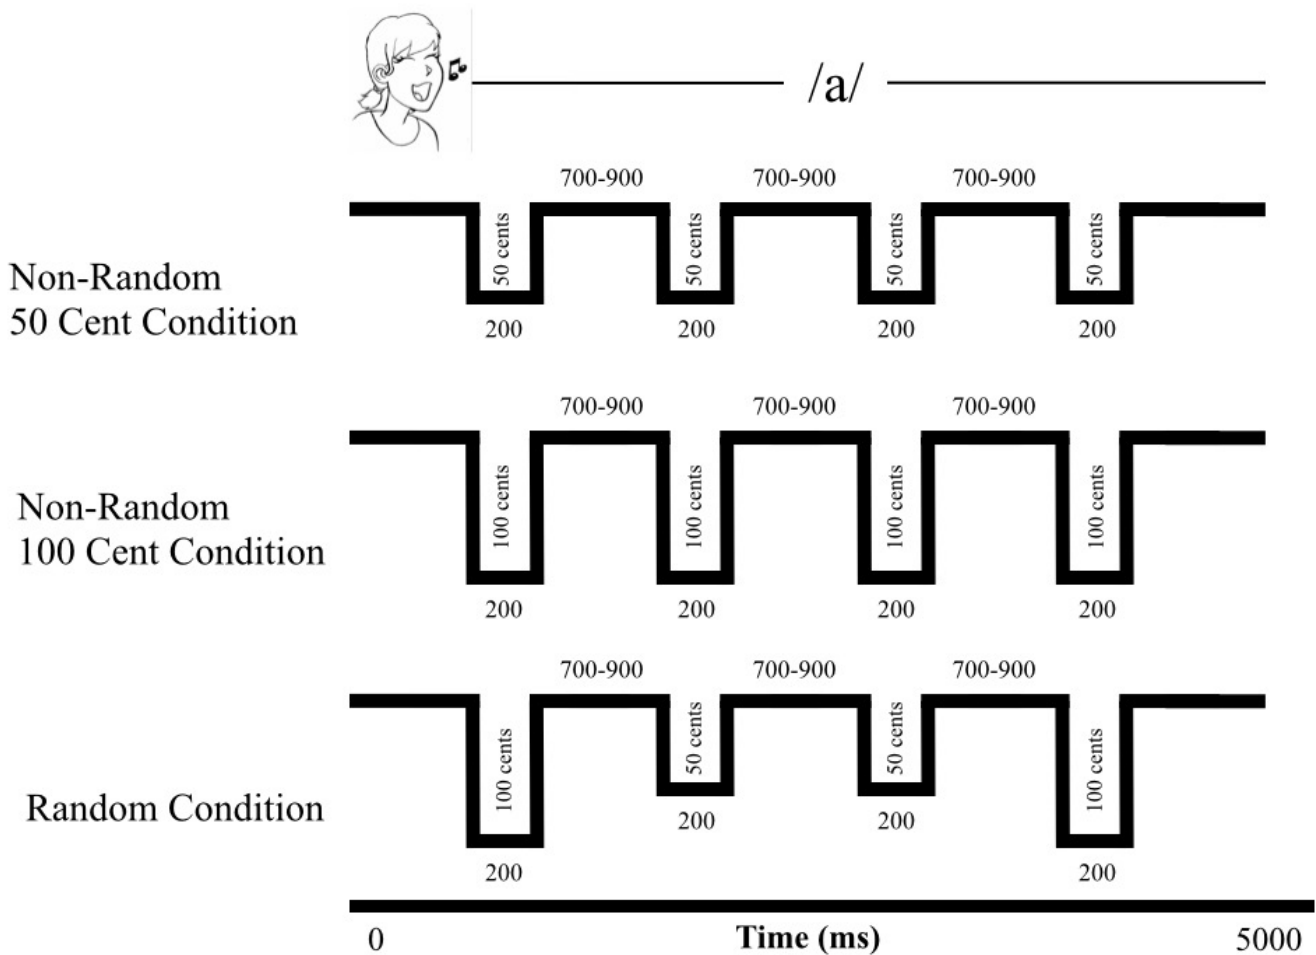 /a/
700-900 700-900 700-900
50 cents 50 cents 50 cents 50 cents
Non-Random
50 Cent Condition
200 200 200 200
700-900 700-900 700-900
100 cents 100 cents 100 cents 100 cents
Non-Random
100 Cent Condition
200 200 200 200
700-900 700-900 700-900
100 cents 50 cents 50 cents 100 cents
Random Condition
200 200
200 200
0 Time (ms) 5000